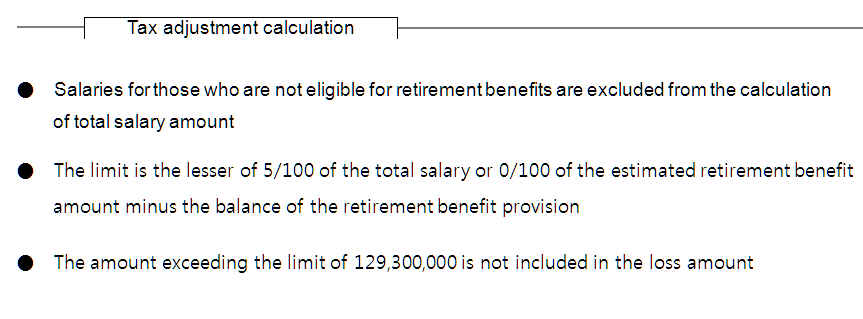 Tax adjustment calculation
Salaries for those who are not eligible for retirement benefits are excluded from the calculation
of total salary amount
The limit is the lesser of 5/100 of the total salary or 0/100 of the estimated retirement benefit
amount minus the balance of the retirement benefit provision
The amount exceeding the limit of 129,300,000 is not included in the loss amount